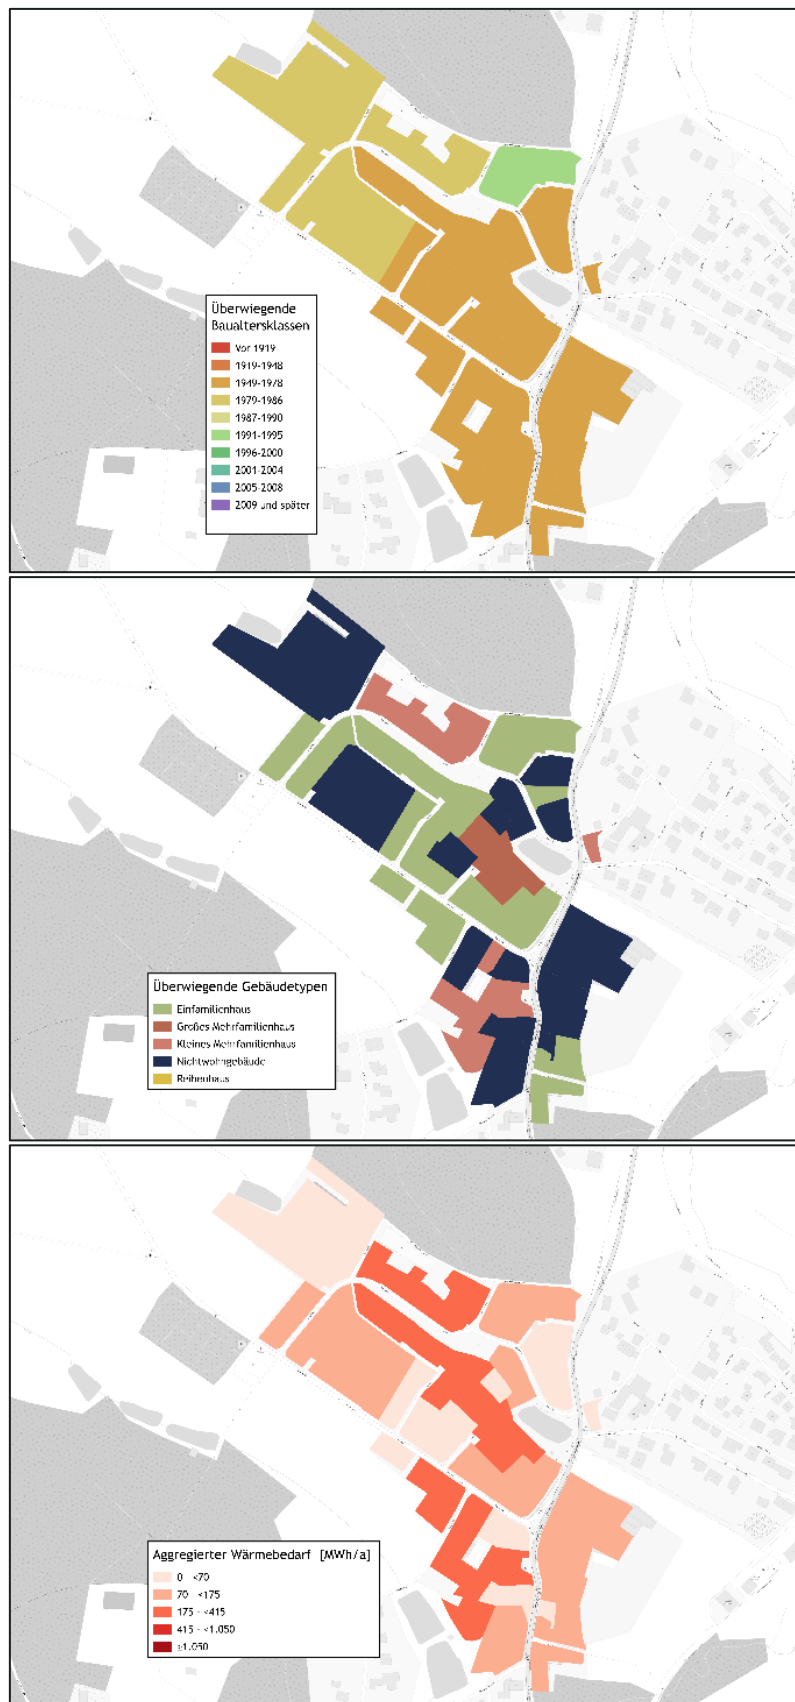 Überwiegende
Baualtersklassen
Vor 1919
1919-1948
1949-1978
1979-1986
1987-1990
1991-1995
1996-2000
2001-2004
2005-2008
2009 und später
Überwiegende Gebäudetypen
Einfamilienhaus
Großes Mehrfamilienhaus
Kleines Mehrfamilienhaus
Nichtwohngebäude
Reihenhaus
Aggregierter Wärmebedarf [MWh/a]
0 - <70
70 - <175
175 - <415
415 - <1.050
≥1.050